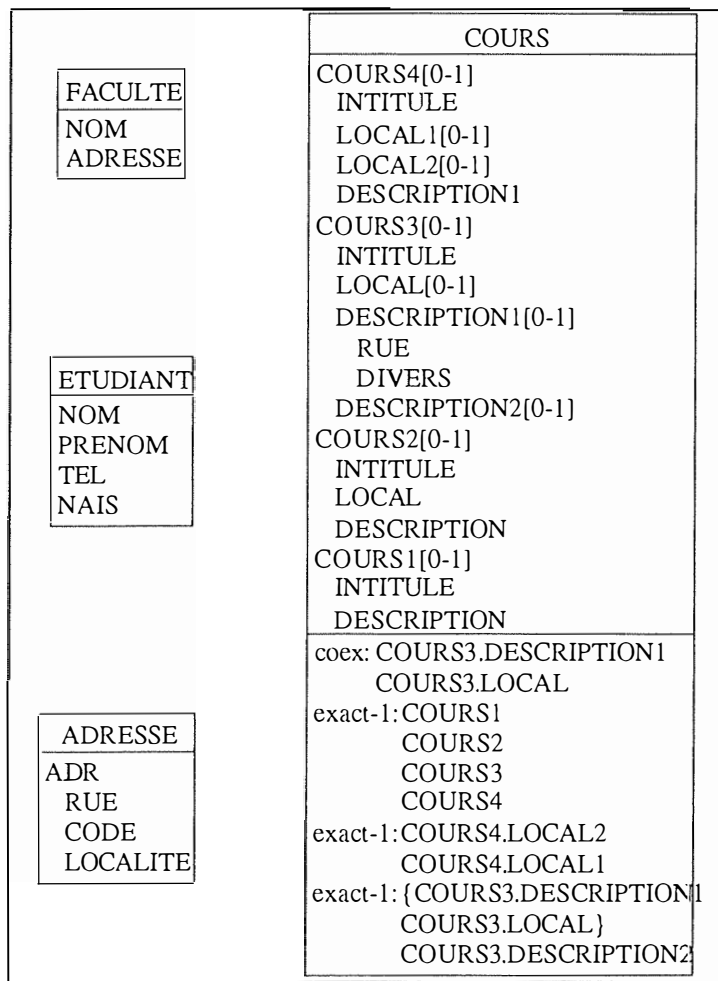 FACULTE
NOM
ADRESSE
ETUDIANT
NOM
PRENOM
TEL
NAIS
ADRESSE
ADR
RUE
CODE
LOCALITE
COURS
COURS4[0-1]
INTITULE
LOCAL1[0-1]
LOCAL2[0-1]
DESCRIPTION1
COURS3[0-1]
INTITULE
LOCAL[0-1]
DESCRIPTION1[0-1]
RUE
DIVERS
DESCRIPTION2[0-1]
COURS2[0-1]
INTITULE
LOCAL
DESCRIPTION
COURS1[0-1]
INTITULE
DESCRIPTION
coex: COURS3.DESCRIPTION1
COURS3.LOCAL
exact-1: COURS1
COURS2
COURS3
COURS4
exact-1: COURS4.LOCAL2
COURS4.LOCAL1
exact-1: {COURS3.DESCRIPTION1
COURS3.LOCAL}
COURS3.DESCRIPTION2